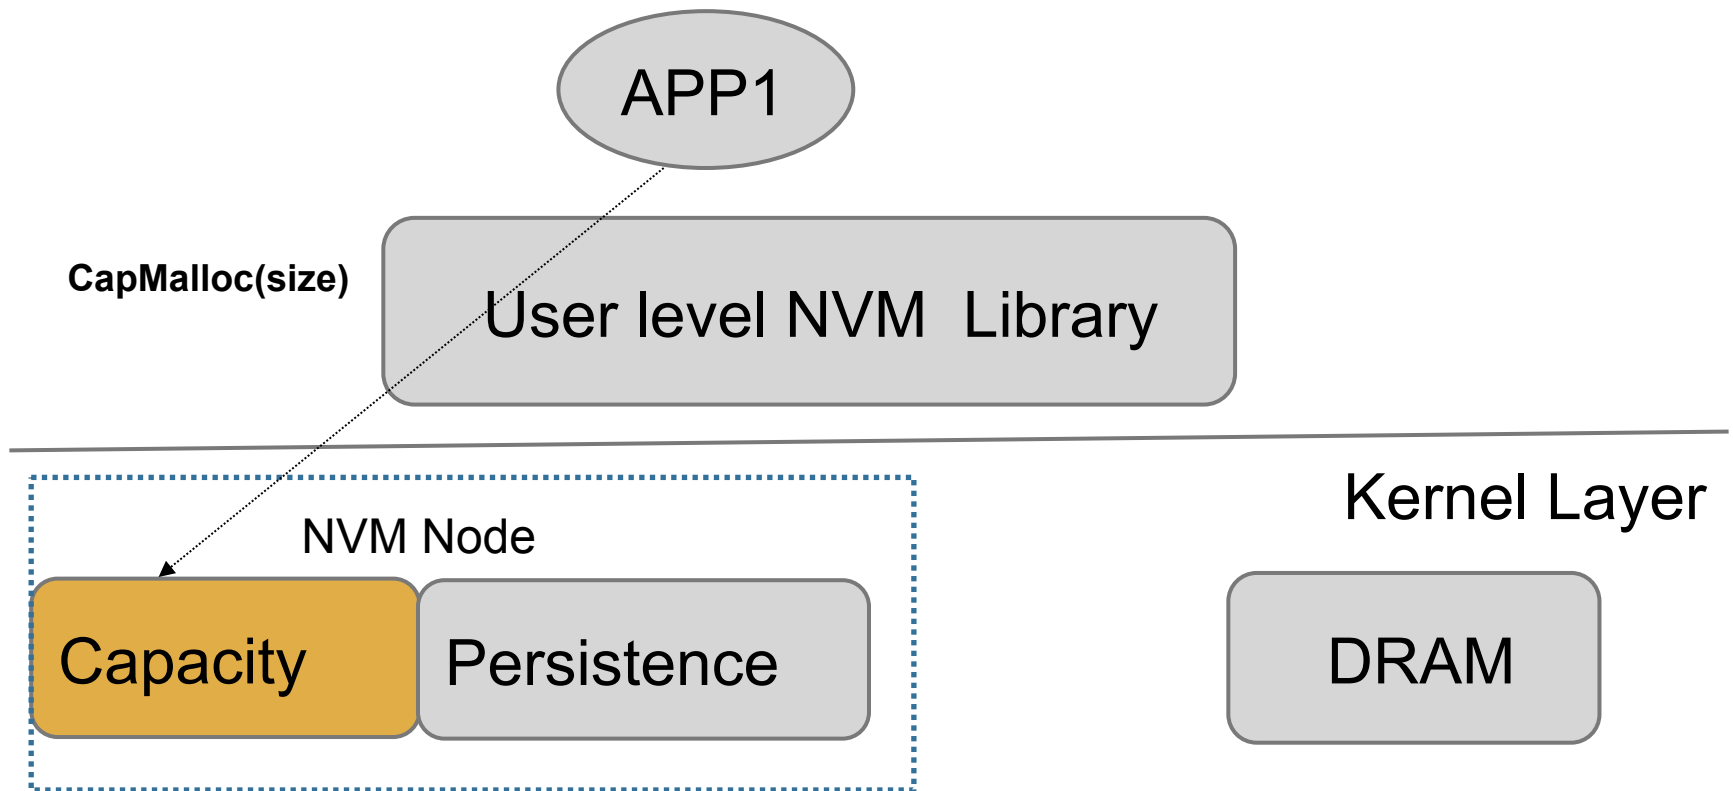 APP1
CapMalloc(size)
User level NVM Library
Kernel Layer
NVM Node
Capacity
Persistence
DRAM